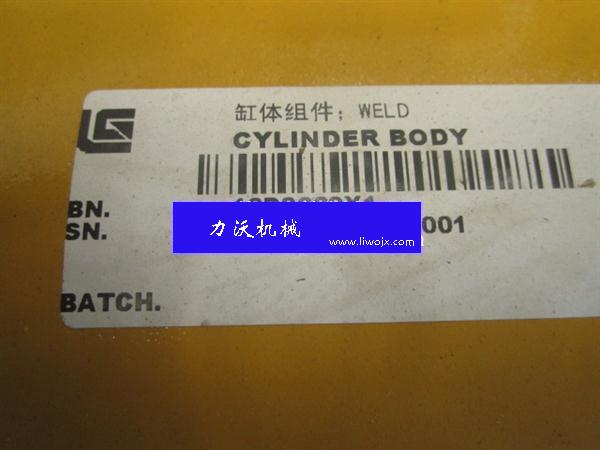 缸体组件; WELD
CYLINDER BODY
BN.
SN. 001
力沃机械
www.liwojx.com
BATCH.